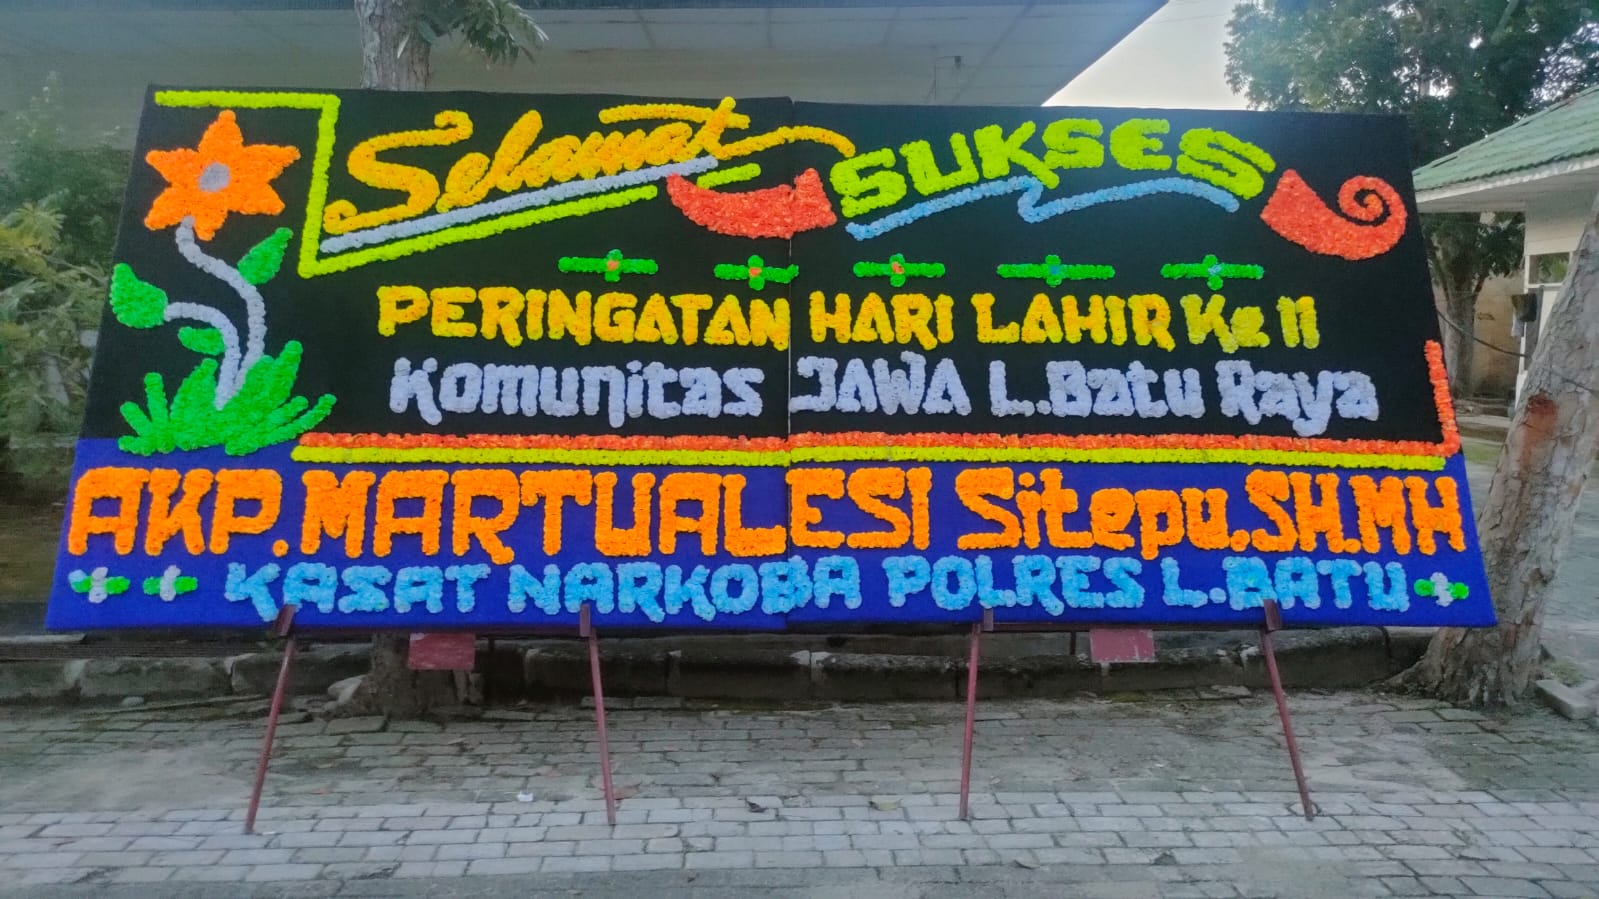 Selamat SUKSES
PERINGATAN HARI LAHIR Ke II
Komunitas JAWA L.Batu Raya
AKP.MARTUALESI Sitepu.SH.MH
KASAT NARKOBA POLRES L.BATU